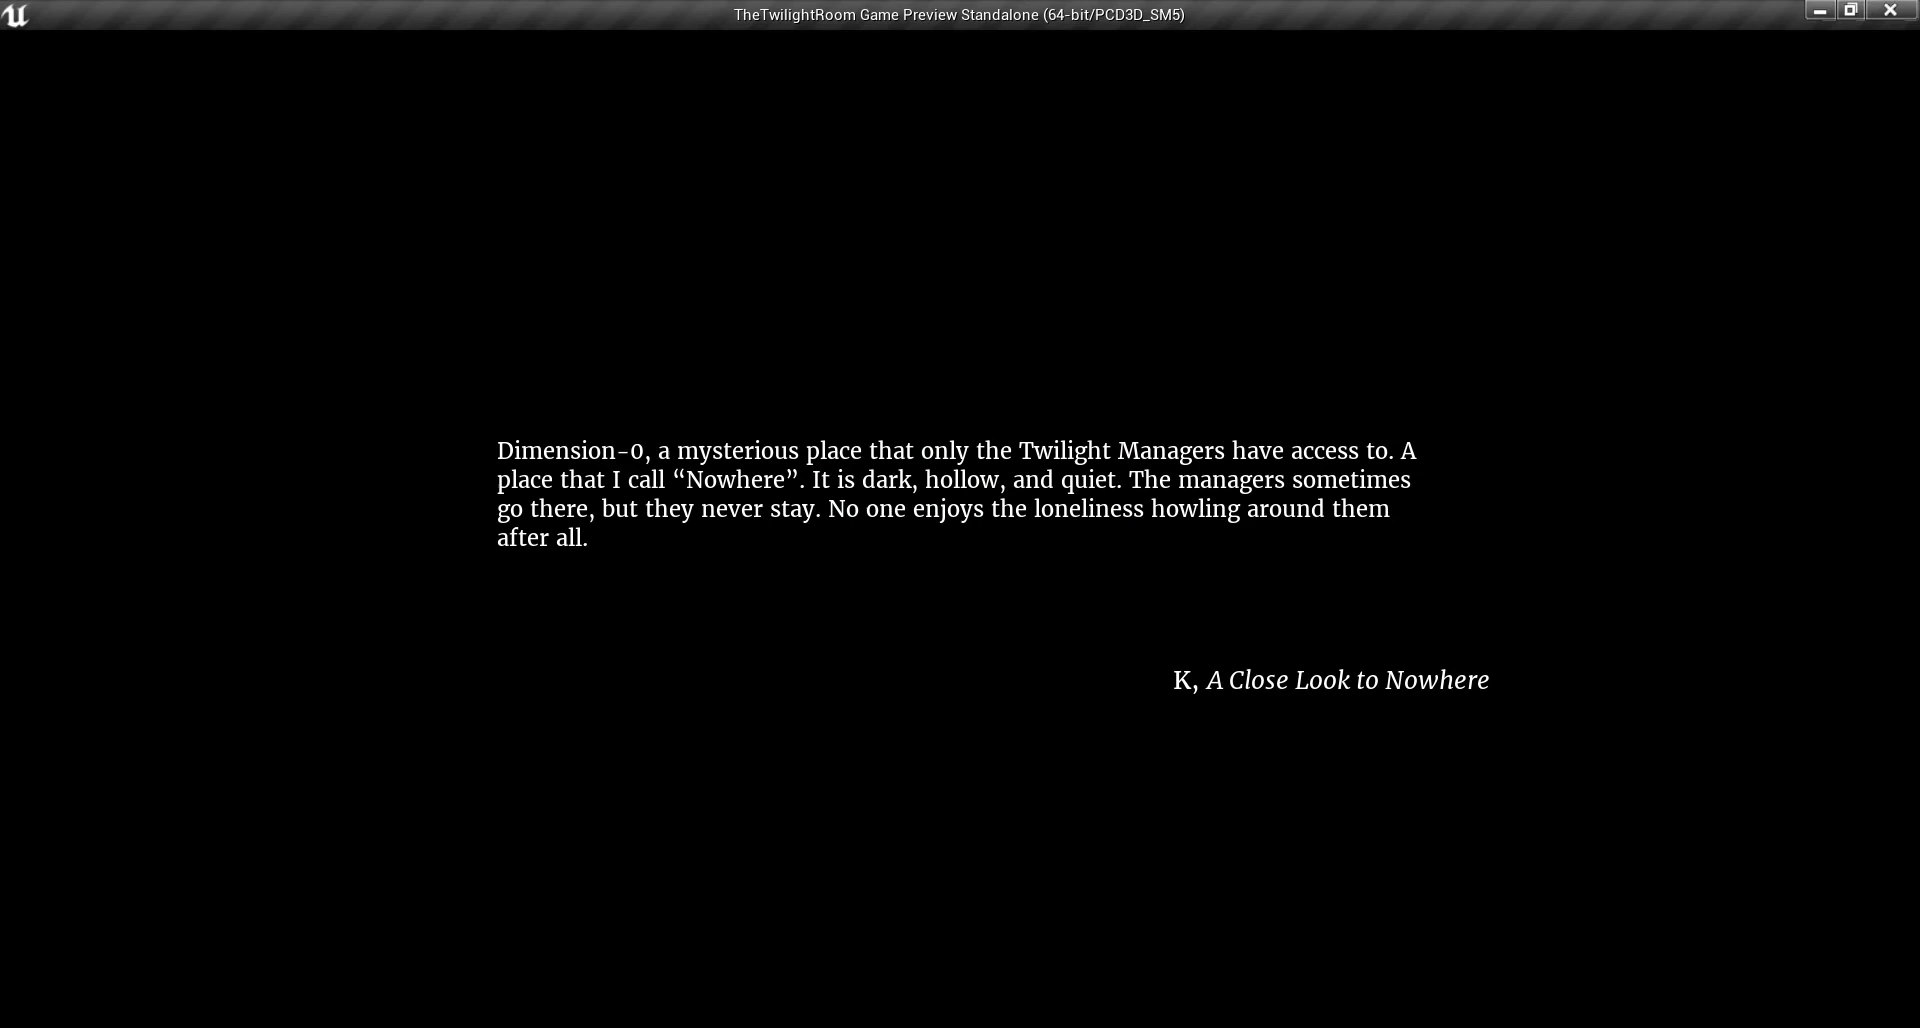 TheTwilightRoom Game Preview Standalone (64-bit/PCD3D_SM5)
Dimension-0, a mysterious place that only the Twilight Managers have access to. A
place that I call “Nowhere”. It is dark, hollow, and quiet. The managers sometimes
go there, but they never stay. No one enjoys the loneliness howling around them
after all.
K, A Close Look to Nowhere